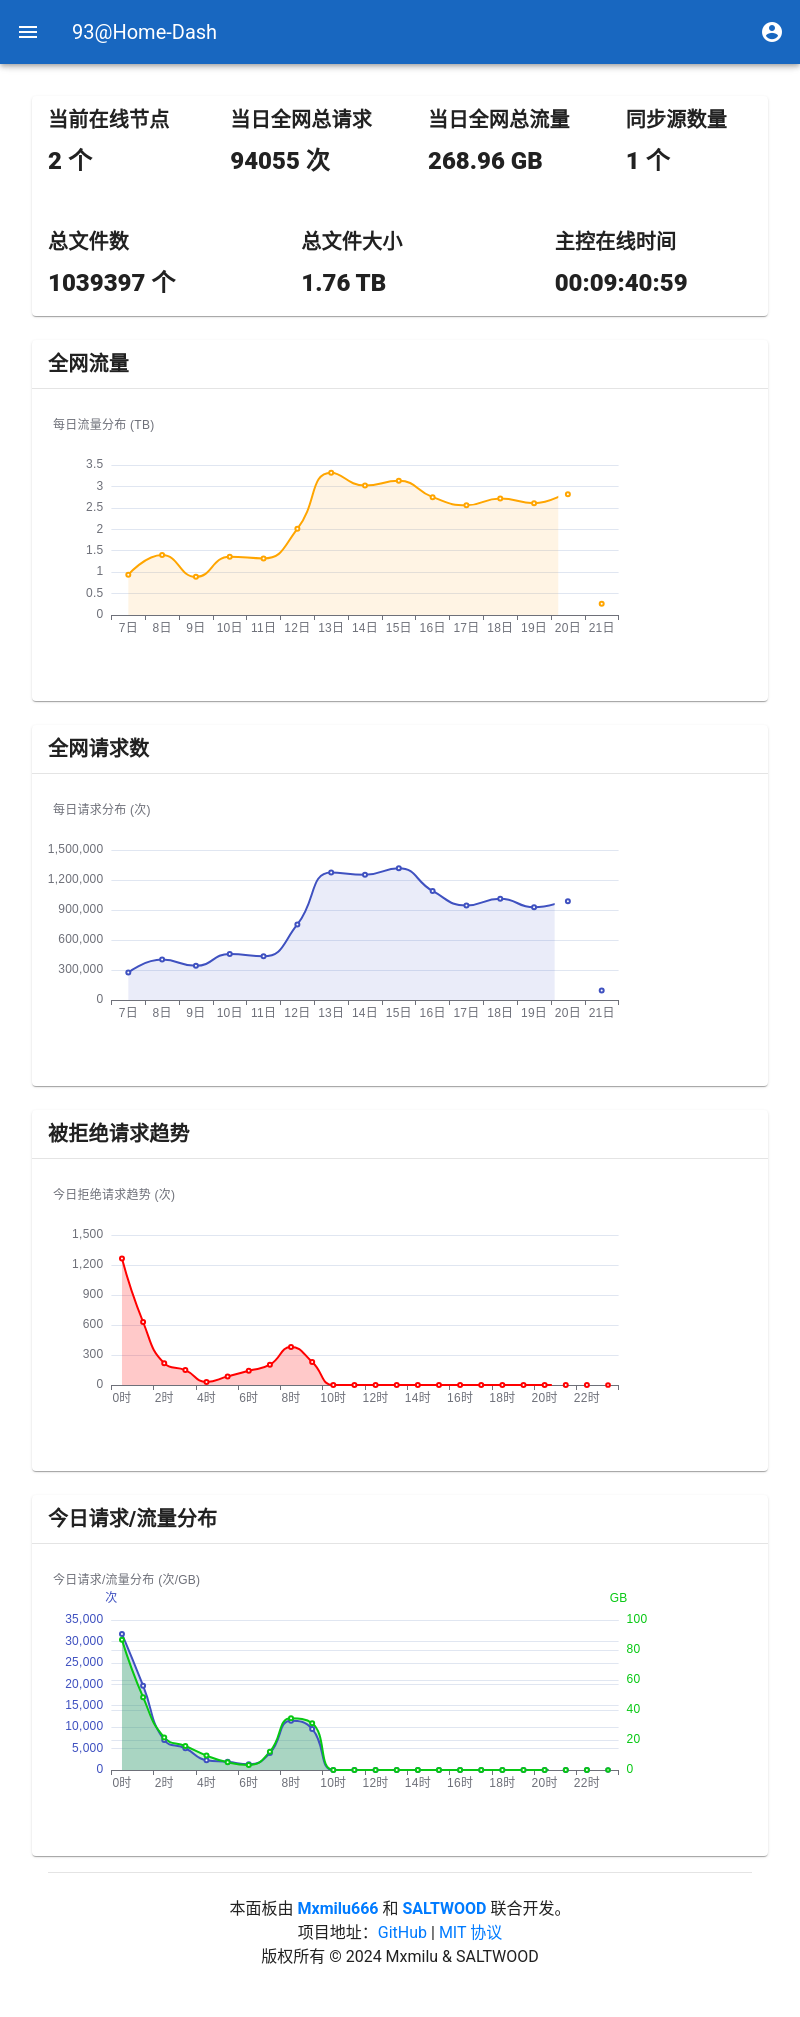 93@Home-Dash
当前在线节点 当日全网总请求 当日全网总流量 同步源数量
2 个 94055 次 268.96 GB 1 个
总文件数 总文件大小 主控在线时间
1039397 个 1.76 TB 00:09:40:59
全网流量
每日流量分布 (TB)
3.5
3
2.5
2
1.5
1
0.5
0
7日 8日 9日 10日 11日 12日 13日 14日 15日 16日 17日 18日 19日 20日 21日
全网请求数
每日请求分布 (次)
1,500,000
1,200,000
900,000
600,000
300,000
0
7日 8日 9日 10日 11日 12日 13日 14日 15日 16日 17日 18日 19日 20日 21日
被拒绝请求趋势
今日拒绝请求趋势 (次)
1,500
1,200
900
600
300
0
0时 2时 4时 6时 8时 10时 12时 14时 16时 18时 20时 22时
今日请求/流量分布
今日请求/流量分布 (次/GB)
次 GB
35,000 100
30,000
25,000 80
20,000 60
15,000 40
10,000
5,000 20
0 0
0时 2时 4时 6时 8时 10时 12时 14时 16时 18时 20时 22时
本面板由 Mxmilu666 和 SALTWOOD 联合开发。
项目地址：GitHub | MIT 协议
版权所有 © 2024 Mxmilu & SALTWOOD